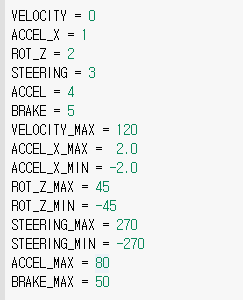 VELOCITY = 0
ACCEL_X = 1
ROT_Z = 2
STEERING = 3
ACCEL = 4
BRAKE = 5
VELOCITY_MAX = 120
ACCEL_X_MAX =  2.0
ACCEL_X_MIN = -2.0
ROT_Z_MAX = 45
ROT_Z_MIN = -45
STEERING_MAX = 270
STEERING_MIN = -270
ACCEL_MAX = 80
BRAKE_MAX = 50